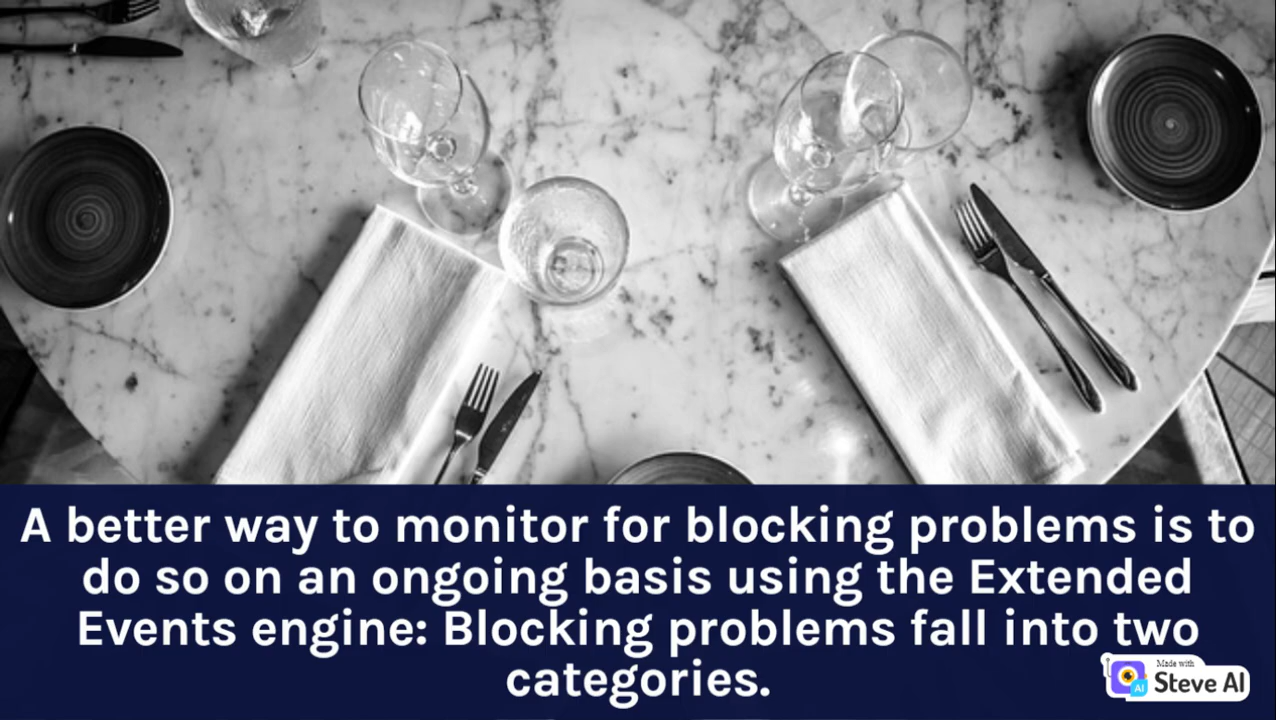 A better way to monitor for blocking problems is to
do so on an ongoing basis using the Extended
Events engine: Blocking problems fall into two
categories.
Made with
AI
Steve AI